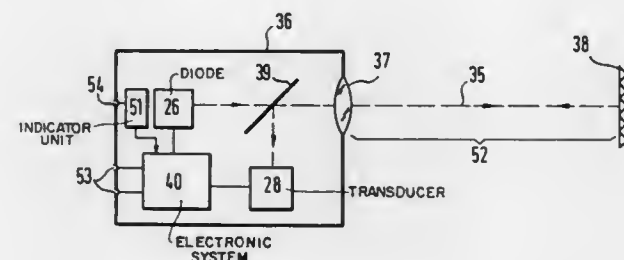 36
38
39
37
DIODE
54
51
26
35
INDICATOR
UNIT
52
53
40
28
TRANSDUCER
ELECTRONIC
SYSTEM